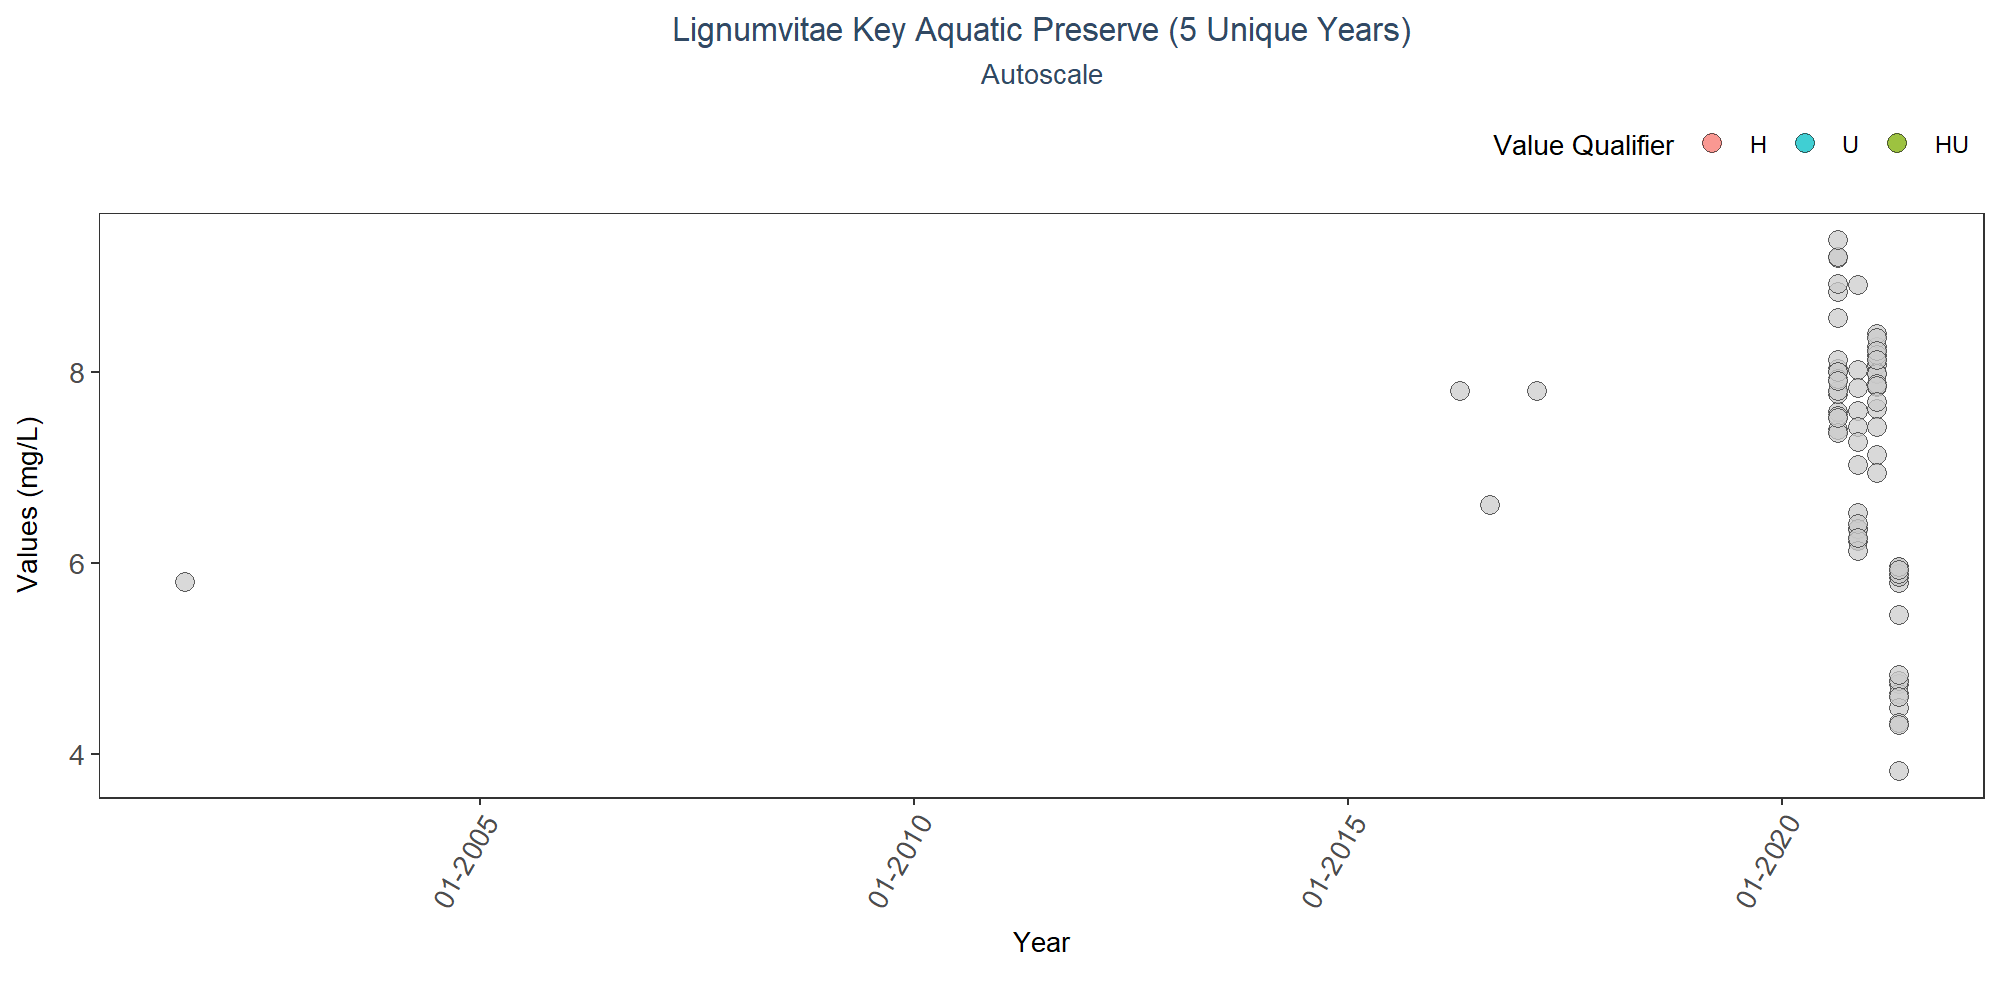 Lignumvitae Key Aquatic Preserve (5 Unique Years)
Autoscale
Value Qualifier H U HU
Values (mg/L)
8
6
4
01-2005 01-2010 01-2015 01-2020
Year